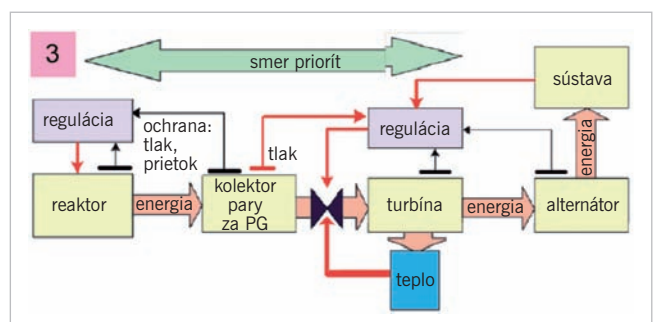 3
smer priorít
sústava
regulácia
ochrana:
tlak,
prietok
tlak
regulácia
energia
reaktor
energia
kolektor
pary
za PG
turbína
energia
alternátor
teplo